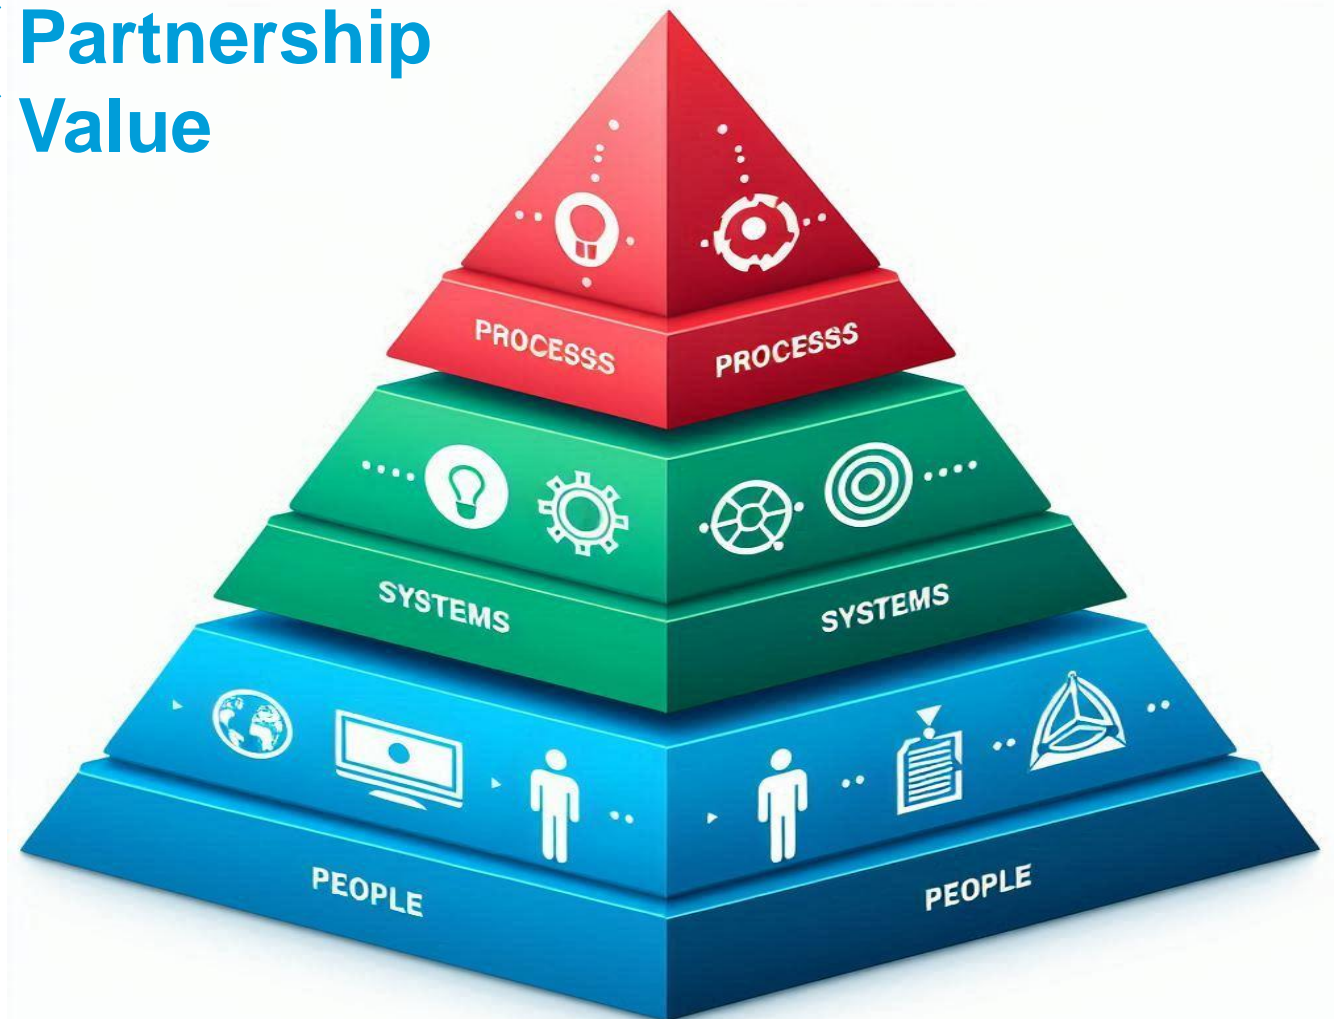 Partnership
Value
PROCESSS PROCESSS
SYSTEMS SYSTEMS
PEOPLE PEOPLE